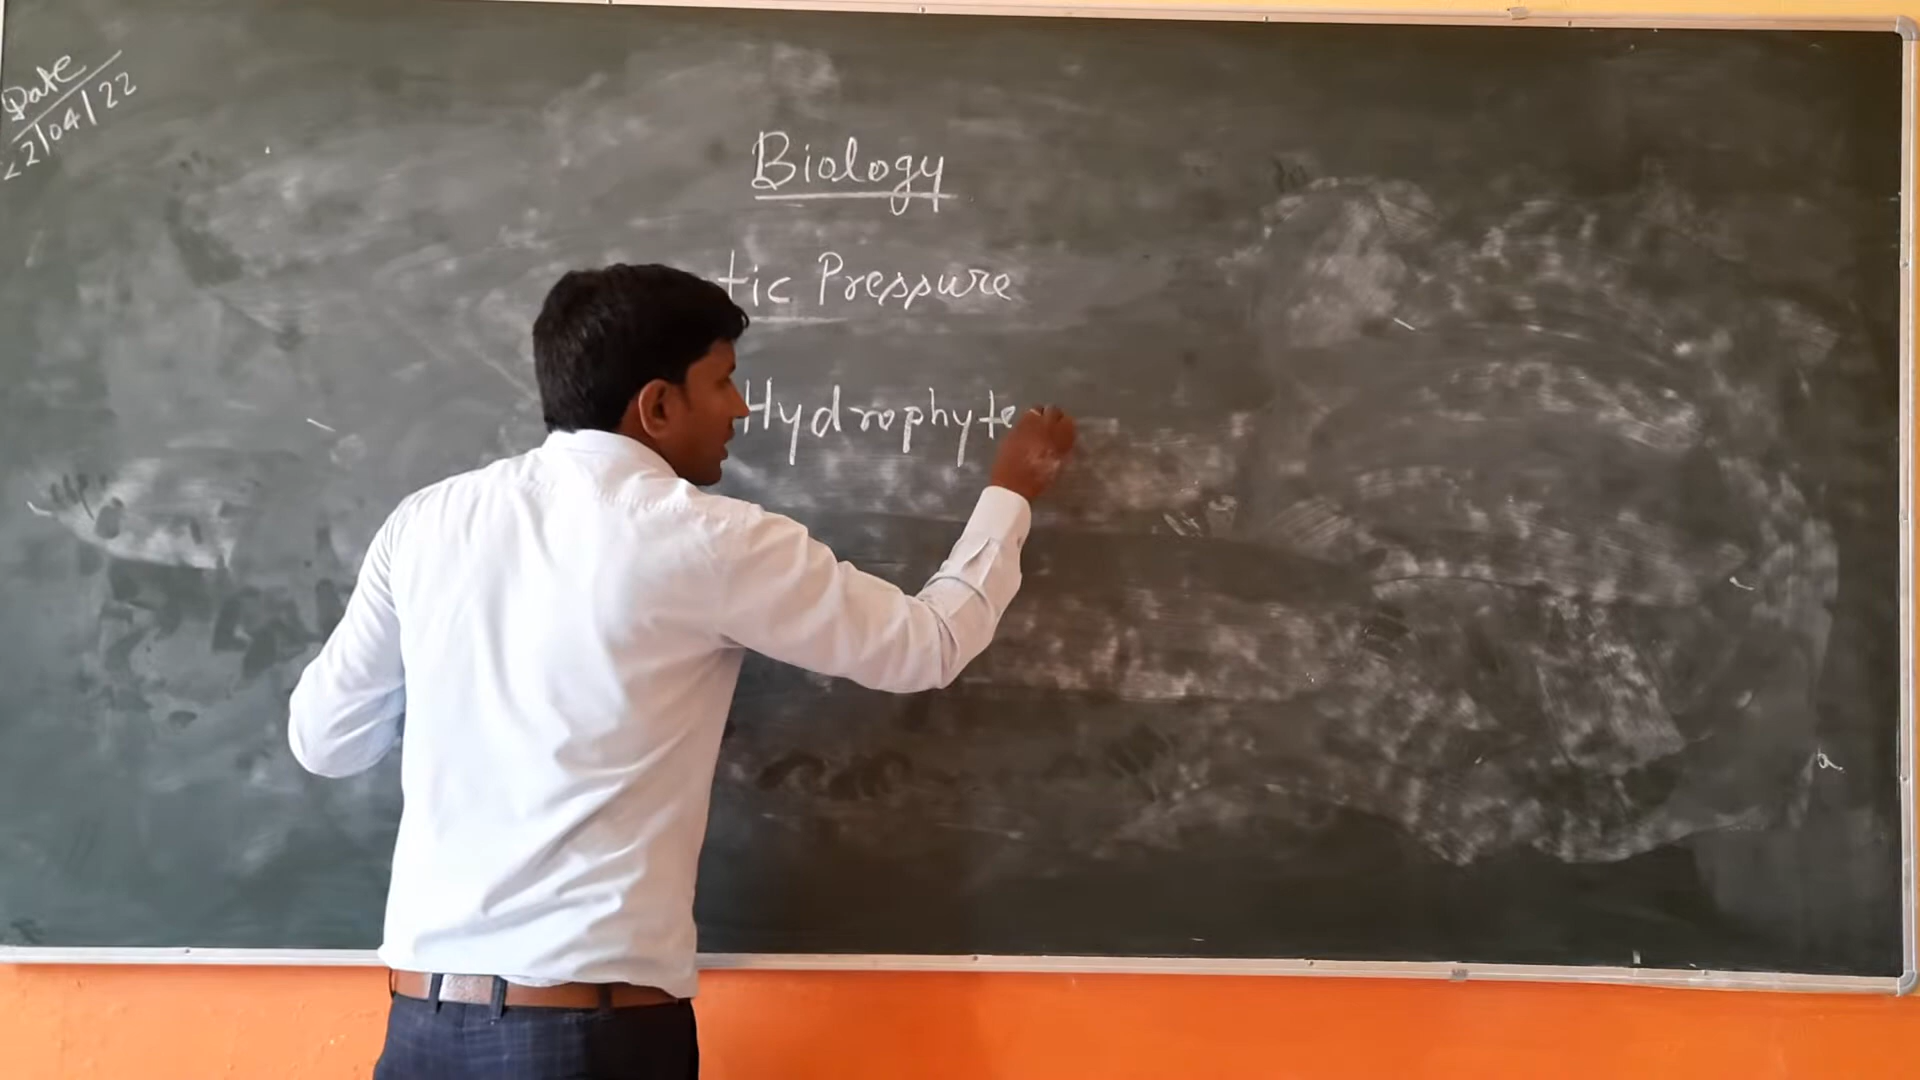 Date
22/04/22
Biology
tic Pressure
Hydrophyte
a